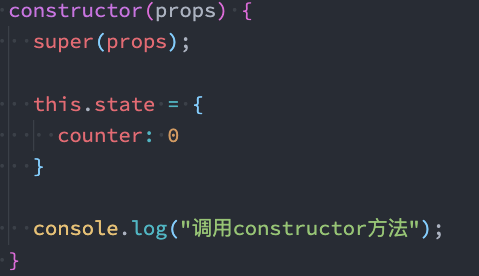 constructor(props) {
super(props);
this.state = {
counter: 0
}
console.log("调用constructor方法");
}